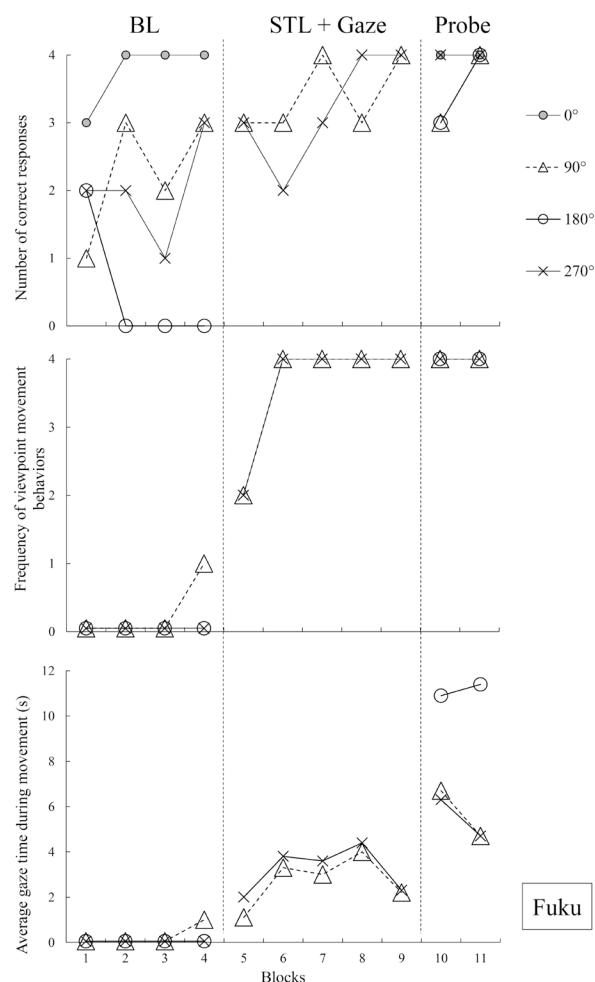 BL STL + Gaze Probe
Number of correct responses
4
3
2
1
0
0°
90°
180°
270°
Frequency of viewpoint movement
behaviors
4
3
2
1
0
Average gaze time during movement (s)
12
10
8
6
4
2
0
1 2 3 4 5 6 7 8 9 10 11
Blocks
Fuku